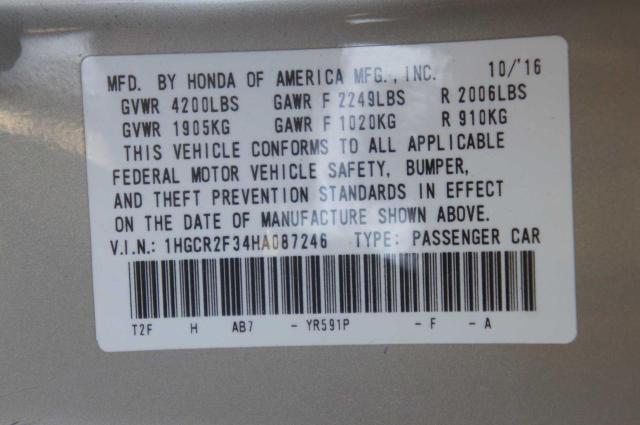 MFD. BY HONDA OF AMERICA MFG., INC. 10/'16
GVWR 4200LBS GAWR F 2249LBS R 2006LBS
GVWR 1905KG GAWR F 1020KG R 910KG
THIS VEHICLE CONFORMS TO ALL APPLICABLE
FEDERAL MOTOR VEHICLE SAFETY, BUMPER,
AND THEFT PREVENTION STANDARDS IN EFFECT
ON THE DATE OF MANUFACTURE SHOWN ABOVE.
V.I.N.: 1HGCR2F34HA087246 TYPE: PASSENGER CAR
T2F H AB7 - YR591P - F - A